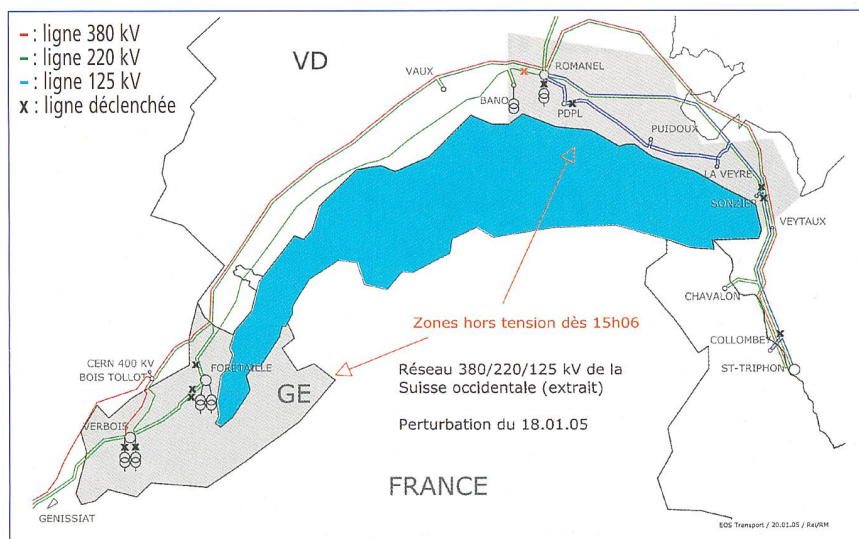 - : ligne 380 kV
- : ligne 220 kV
- : ligne 125 kV
x : ligne déclenchée
VD
VAUX
ROMANEL
BANO
PDPL
PUIDOUX
LA VEYRE
SONZIER
VEYTAUX
CHAVALON
COLLOMBEY
ST-TRIPHON
Zones hors tension dès 15h06
CERN 400 KV
BOIS TOLLOT
FORETAILLE
GE
Réseau 380/220/125 kV de la
Suisse occidentale (extrait)
Perturbation du 18.01.05
VERBOIS
FRANCE
GENISSIAT
EOS Transport / 20.01.05 / Rei/RM